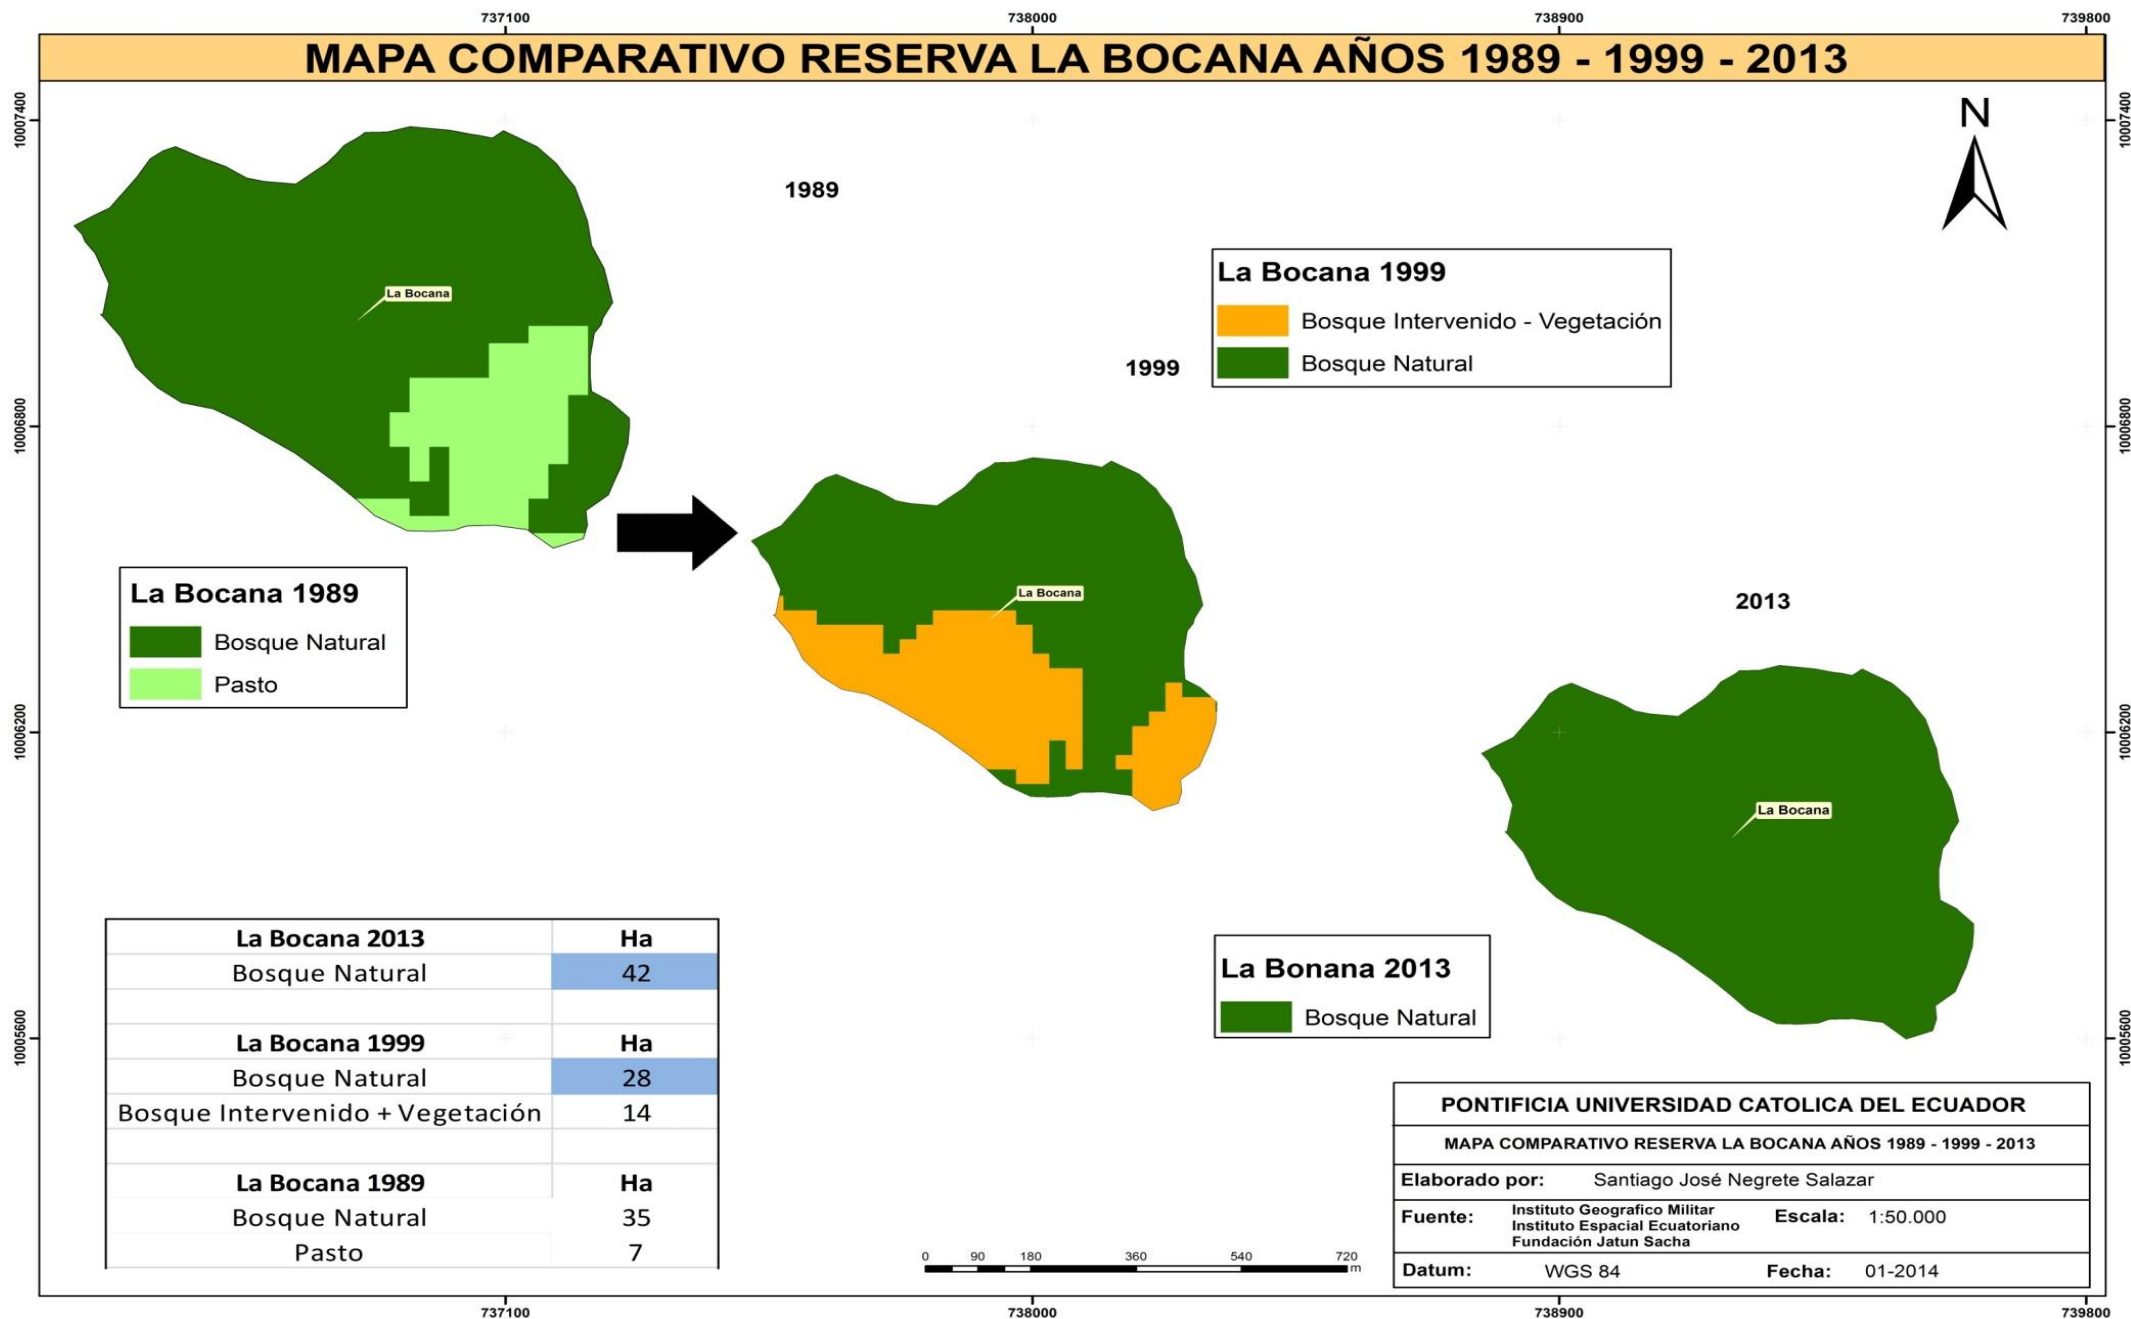 737100 738000 738900 739800
MAPA COMPARATIVO RESERVA LA BOCANA AÑOS 1989 - 1999 - 2013
10007400 10007400
N
1989
La Bocana
La Bocana 1999
Bosque Intervenido - Vegetación
Bosque Natural
1999
10006800 10006800
La Bocana 1989
Bosque Natural
Pasto
La Bocana
2013
10006200 10006200
La Bocana
La Bocana 2013 Ha
Bosque Natural 42
La Bocana 1999 Ha
Bosque Natural 28
Bosque Intervenido + Vegetación 14
La Bocana 1989 Ha
Bosque Natural 35
Pasto 7
La Bonana 2013
Bosque Natural
10005600 10005600
0 90 180 360 540 720
m
PONTIFICIA UNIVERSIDAD CATOLICA DEL ECUADOR
MAPA COMPARATIVO RESERVA LA BOCANA AÑOS 1989 - 1999 - 2013
Elaborado por: Santiago José Negrete Salazar
Fuente: Instituto Geografico Militar
Instituto Espacial Ecuatoriano
Fundación Jatun Sacha
Escala: 1:50.000
Datum: WGS 84 Fecha: 01-2014
737100 738000 738900 739800